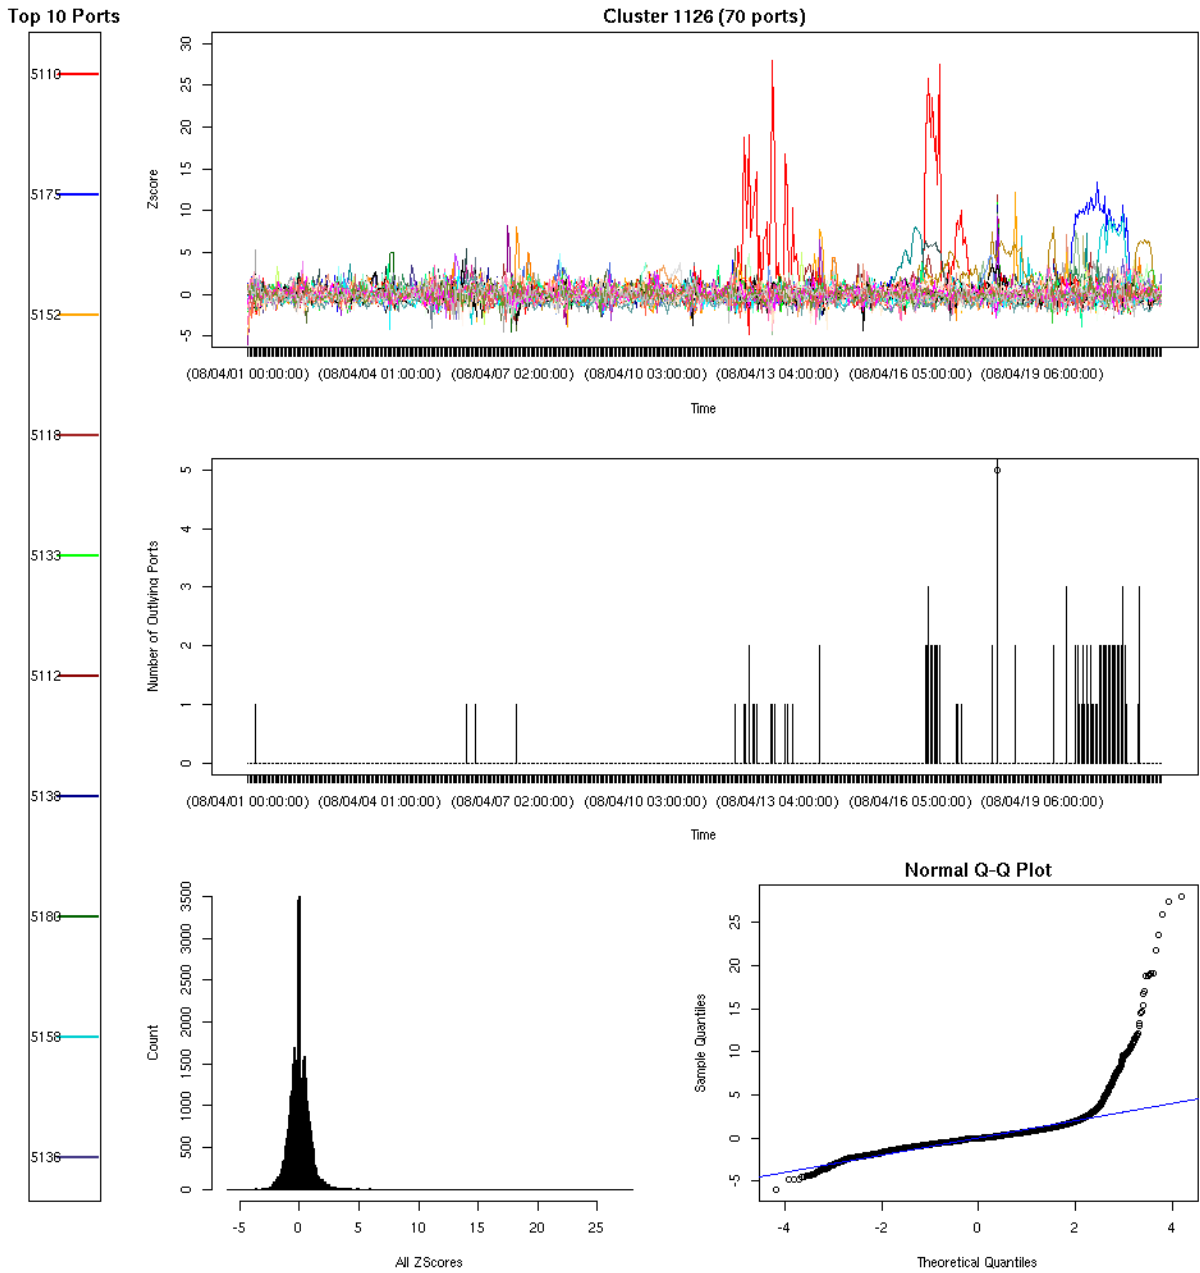 Top 10 Ports
5110
5175
5152
5118
5133
5112
5138
5180
5158
5136
Cluster 1126 (70 ports)
30
25
20
15
10
5
0
-5
Zscore
(08/04/01 00:00:00) (08/04/04 01:00:00) (08/04/07 02:00:00) (08/04/10 03:00:00) (08/04/13 04:00:00) (08/04/16 05:00:00) (08/04/19 06:00:00)
Time
5
4
3
2
1
0
Number of Outlying Ports
(08/04/01 00:00:00) (08/04/04 01:00:00) (08/04/07 02:00:00) (08/04/10 03:00:00) (08/04/13 04:00:00) (08/04/16 05:00:00) (08/04/19 06:00:00)
Time
3500
3000
2500
2000
1500
1000
500
0
Count
-5 0 5 10 15 20 25
All ZScores
Normal Q-Q Plot
25
20
15
10
5
0
-5
Sample Quantiles
-4 -2 0 2 4
Theoretical Quantiles